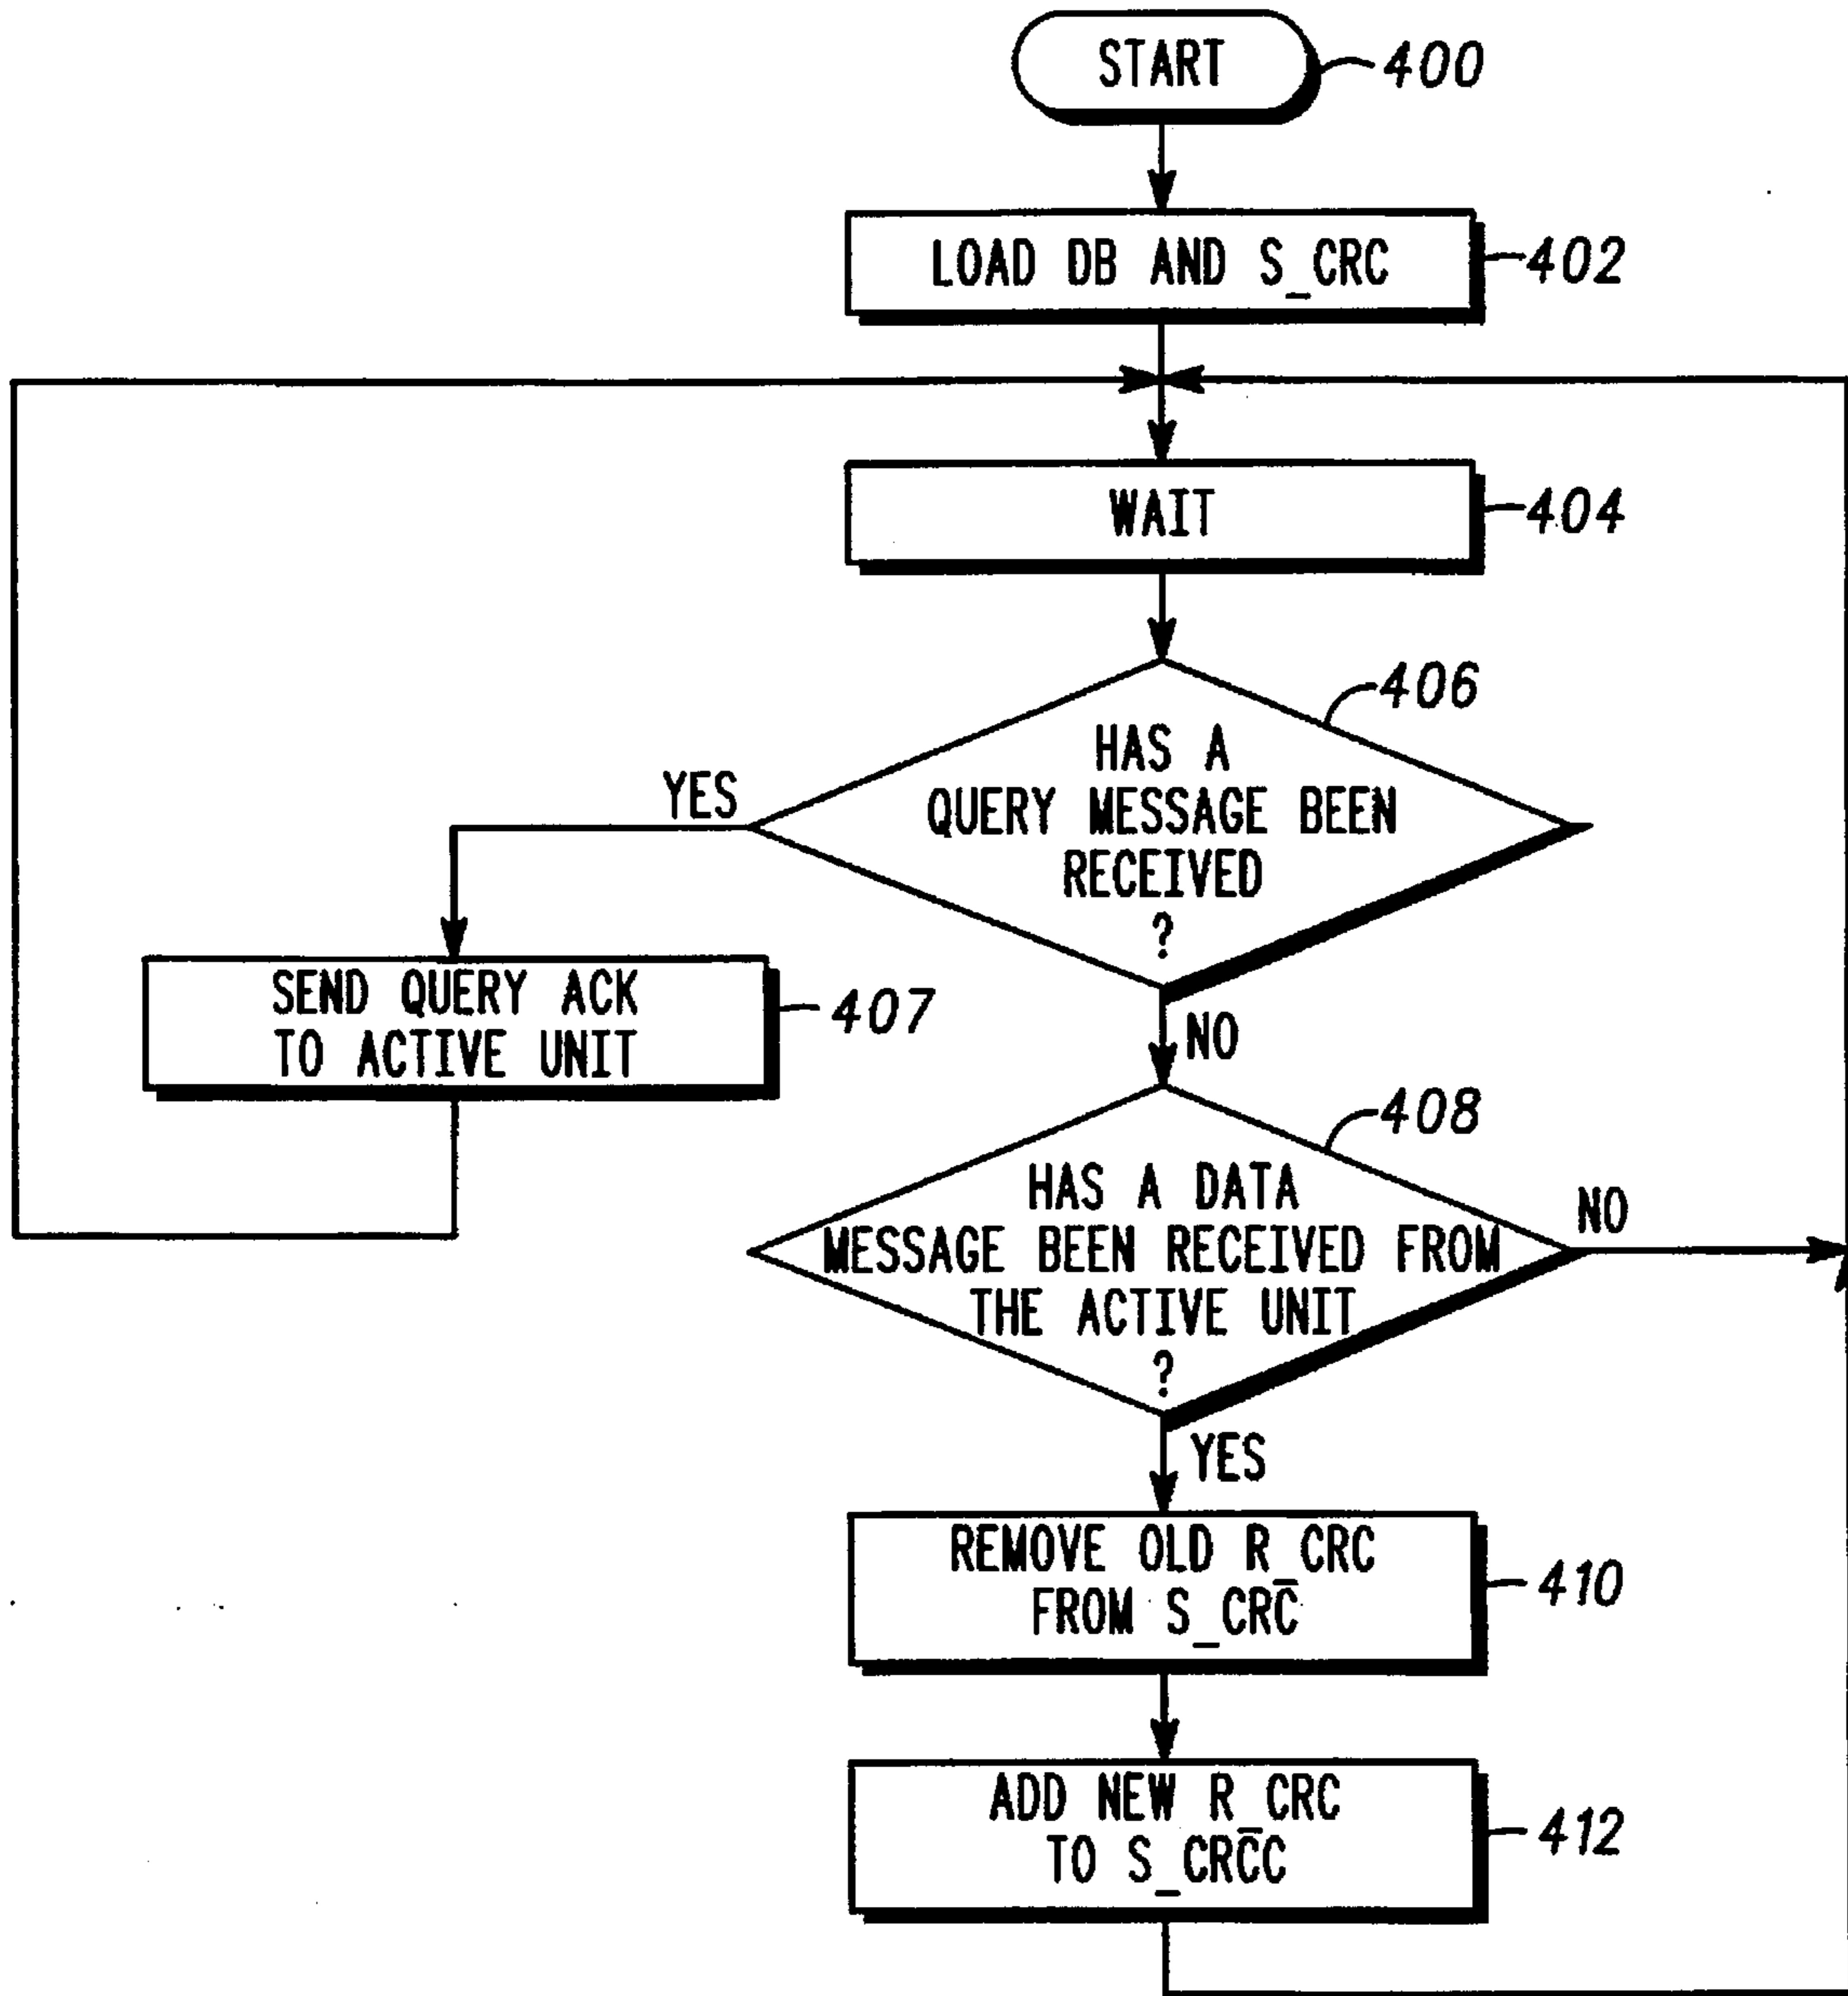 START
400
LOAD DB AND S_CRC
402
WAIT
404
406
HAS A
QUERY MESSAGE BEEN
RECEIVED
?
YES
SEND QUERY ACK
TO ACTIVE UNIT
407
NO
408
HAS A DATA
MESSAGE BEEN RECEIVED FROM
THE ACTIVE UNIT
?
NO
YES
REMOVE OLD R_CRC
FROM S_CRC
410
ADD NEW R_CRC
TO S_CRCC
412